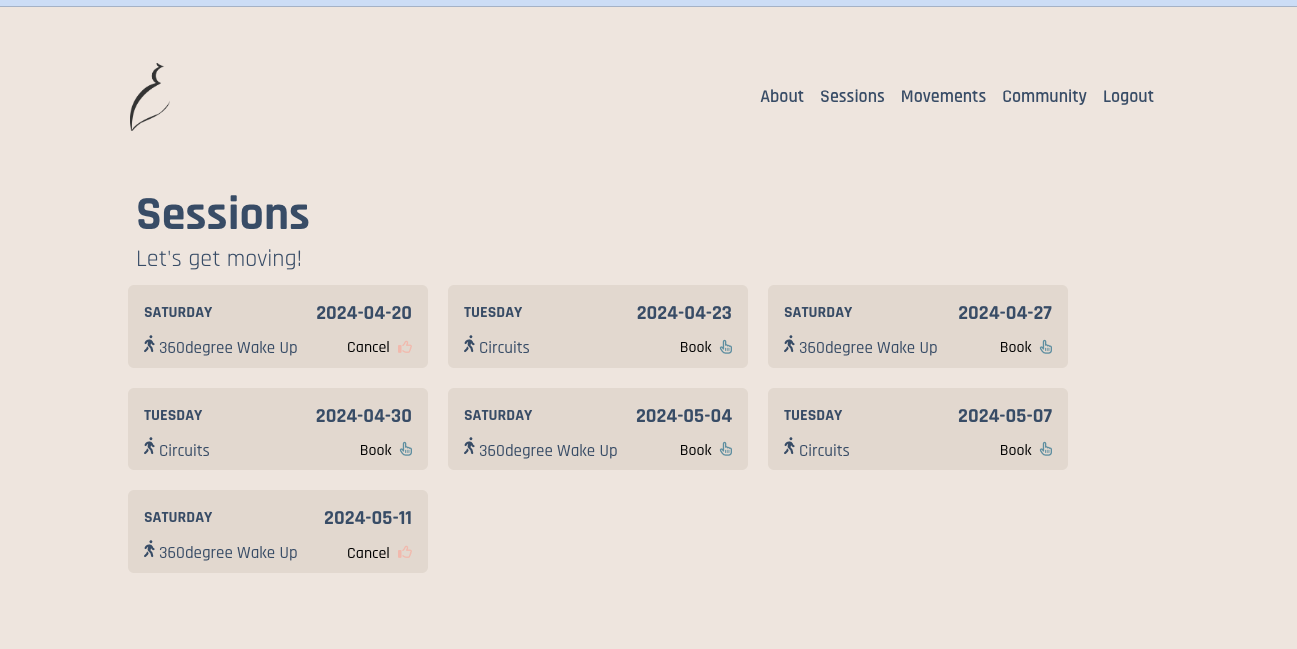 About Sessions Movements Community Logout
Sessions
Let's get moving!
SATURDAY 2024-04-20
360degree Wake Up Cancel
TUESDAY 2024-04-23
Circuits Book
SATURDAY 2024-04-27
360degree Wake Up Book
TUESDAY 2024-04-30
Circuits Book
SATURDAY 2024-05-04
360degree Wake Up Book
TUESDAY 2024-05-07
Circuits Book
SATURDAY 2024-05-11
360degree Wake Up Cancel